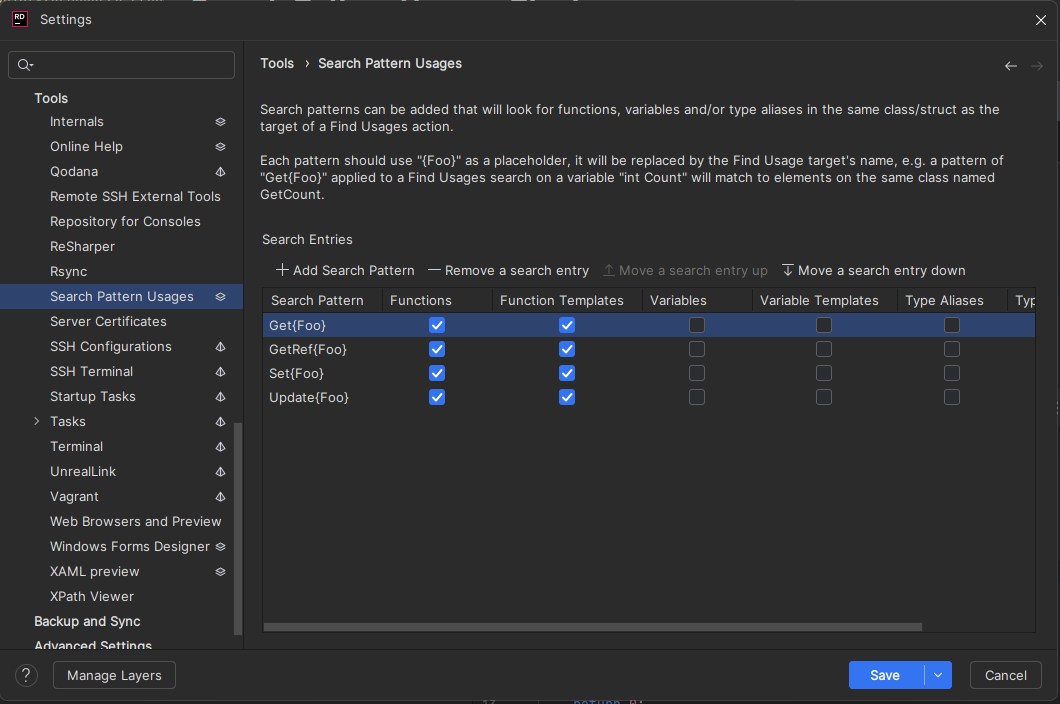 RD
Settings
Tools
Internals
Online Help
Qodana
Remote SSH External Tools
Repository for Consoles
ReSharper
Rsync
Search Pattern Usages
Server Certificates
SSH Configurations
SSH Terminal
Startup Tasks
Tasks
Terminal
UnrealLink
Vagrant
Web Browsers and Preview
Windows Forms Designer
XAML preview
XPath Viewer
Backup and Sync
Advanced Settings
Tools › Search Pattern Usages
Search patterns can be added that will look for functions, variables and/or type aliases in the same class/struct as the
target of a Find Usages action.
Each pattern should use "{Foo}" as a placeholder, it will be replaced by the Find Usage target's name, e.g. a pattern of
"Get{Foo}" applied to a Find Usages search on a variable "int Count" will match to elements on the same class named
GetCount.
Search Entries
Add Search Pattern Remove a search entry Move a search entry up Move a search entry down
Search Pattern Functions Function Templates Variables Variable Templates Type Aliases Typ
Get{Foo}
GetRef{Foo}
Set{Foo}
Update{Foo}
? Manage Layers Save Cancel